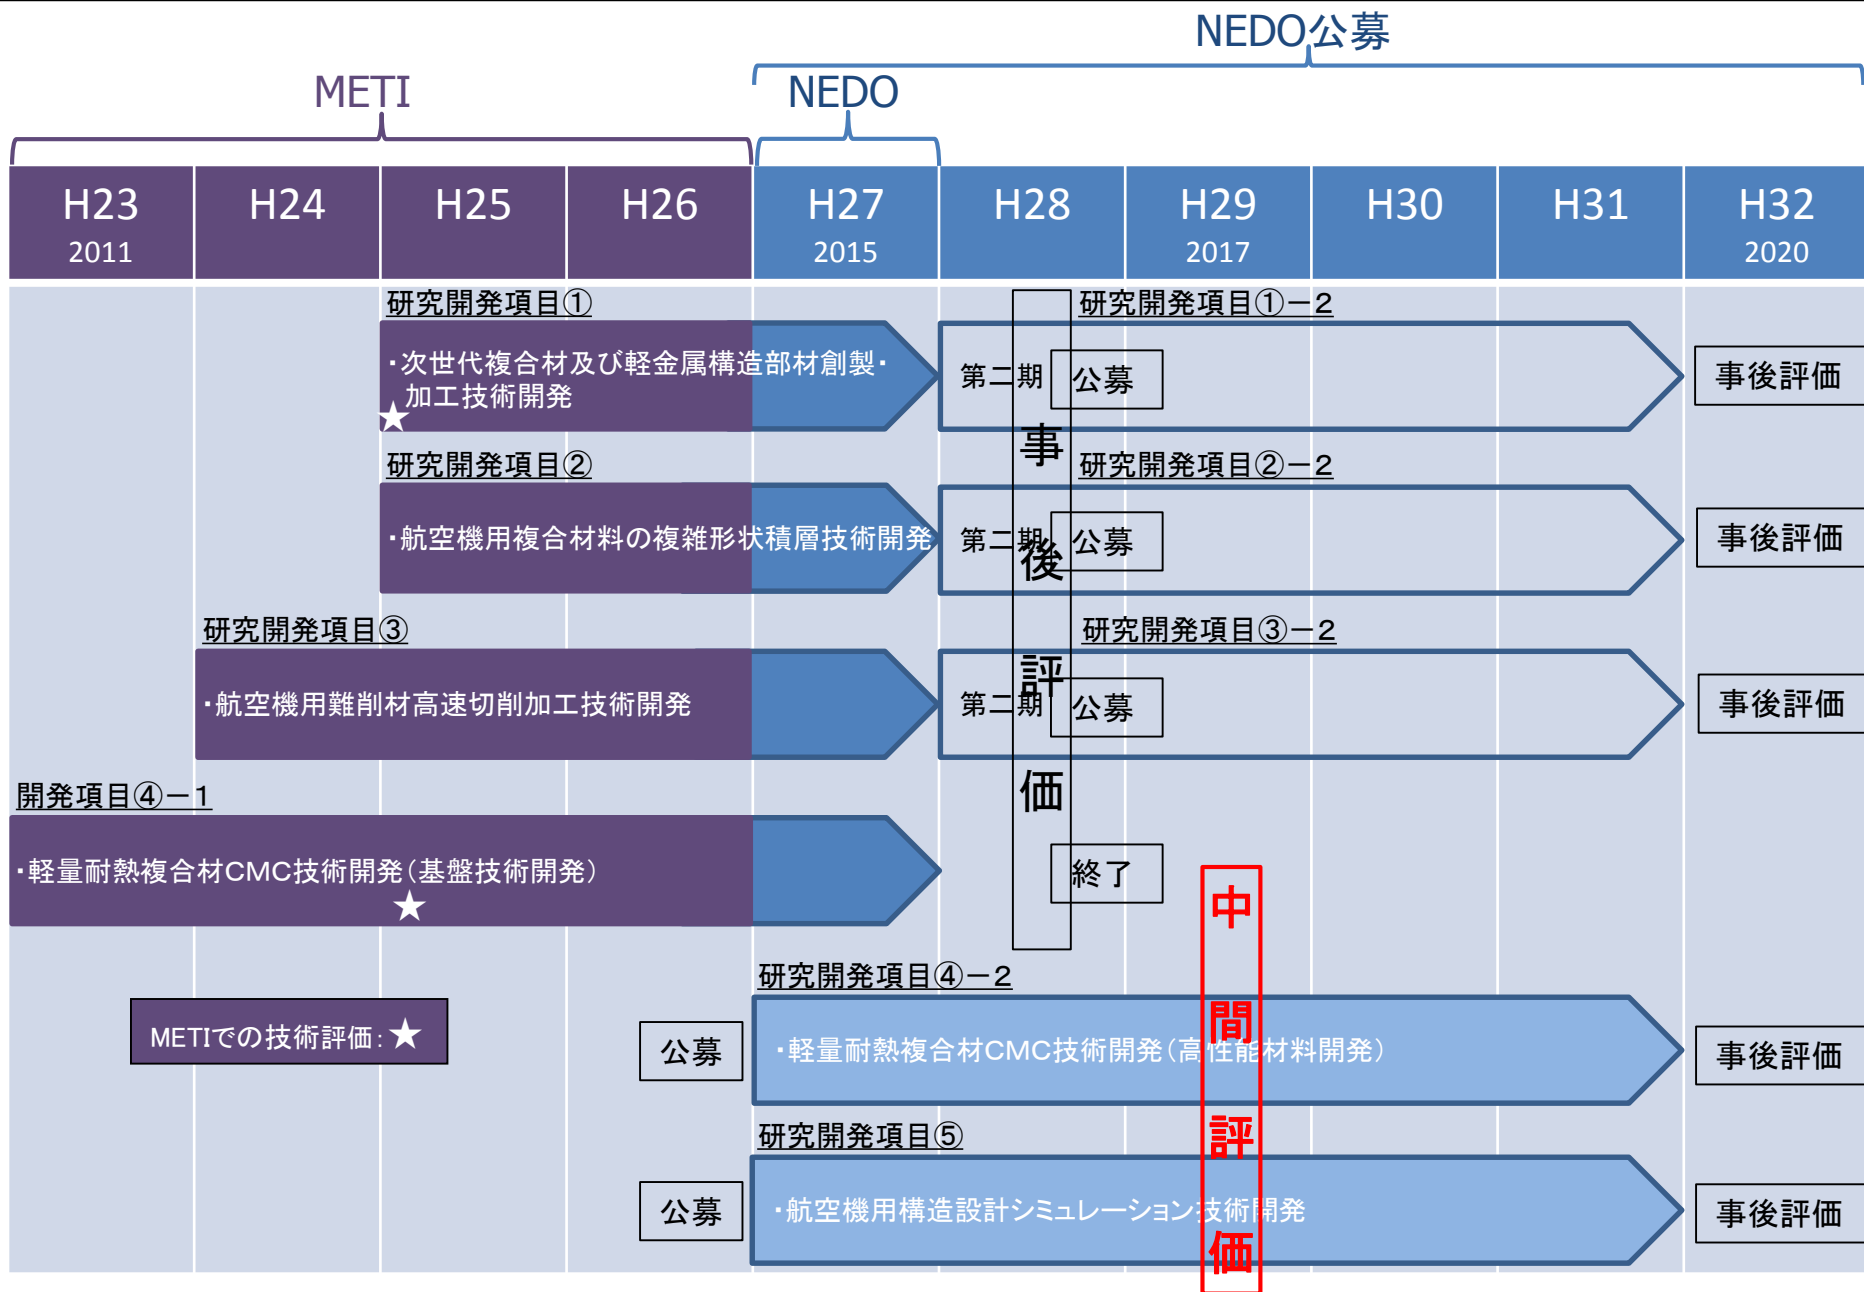 NEDO公募
METI
NEDO
H23
2011
H24
H25
H26
H27
2015
H28
H29
2017
H30
H31
H32
2020
研究開発項目①
・次世代複合材及び軽金属構造部材創製・
加工技術開発
★
研究開発項目①－２
第二期
公募
事後評価
研究開発項目②
・航空機用複合材料の複雑形状積層技術開発
研究開発項目②－２
第二期
公募
事後評価
研究開発項目③
・航空機用難削材高速切削加工技術開発
研究開発項目③－２
第二期
公募
事後評価
事後評価
開発項目④－１
・軽量耐熱複合材CMC技術開発（基盤技術開発）
★
終了
中間評価
METIでの技術評価：★
研究開発項目④－２
公募
・軽量耐熱複合材CMC技術開発（高性能材料開発）
事後評価
研究開発項目⑤
公募
・航空機用構造設計シミュレーション技術開発
事後評価